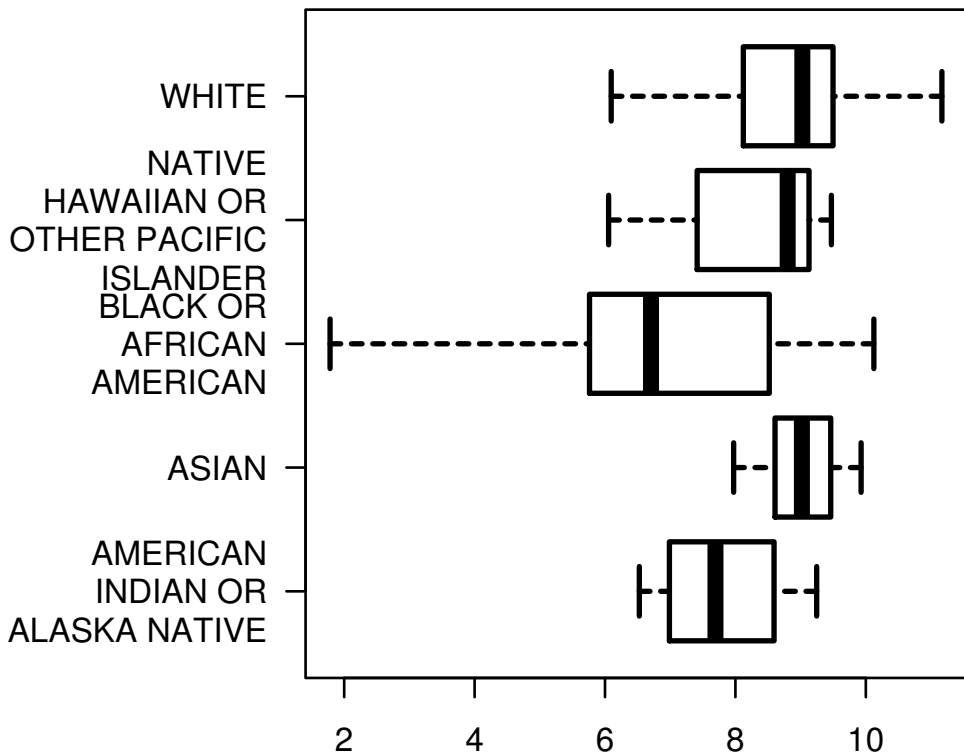 WHITE
NATIVE
HAWAIIAN OR
OTHER PACIFIC
ISLANDER
BLACK OR
AFRICAN
AMERICAN
ASIAN
AMERICAN
INDIAN OR
ALASKA NATIVE
2 4 6 8 10